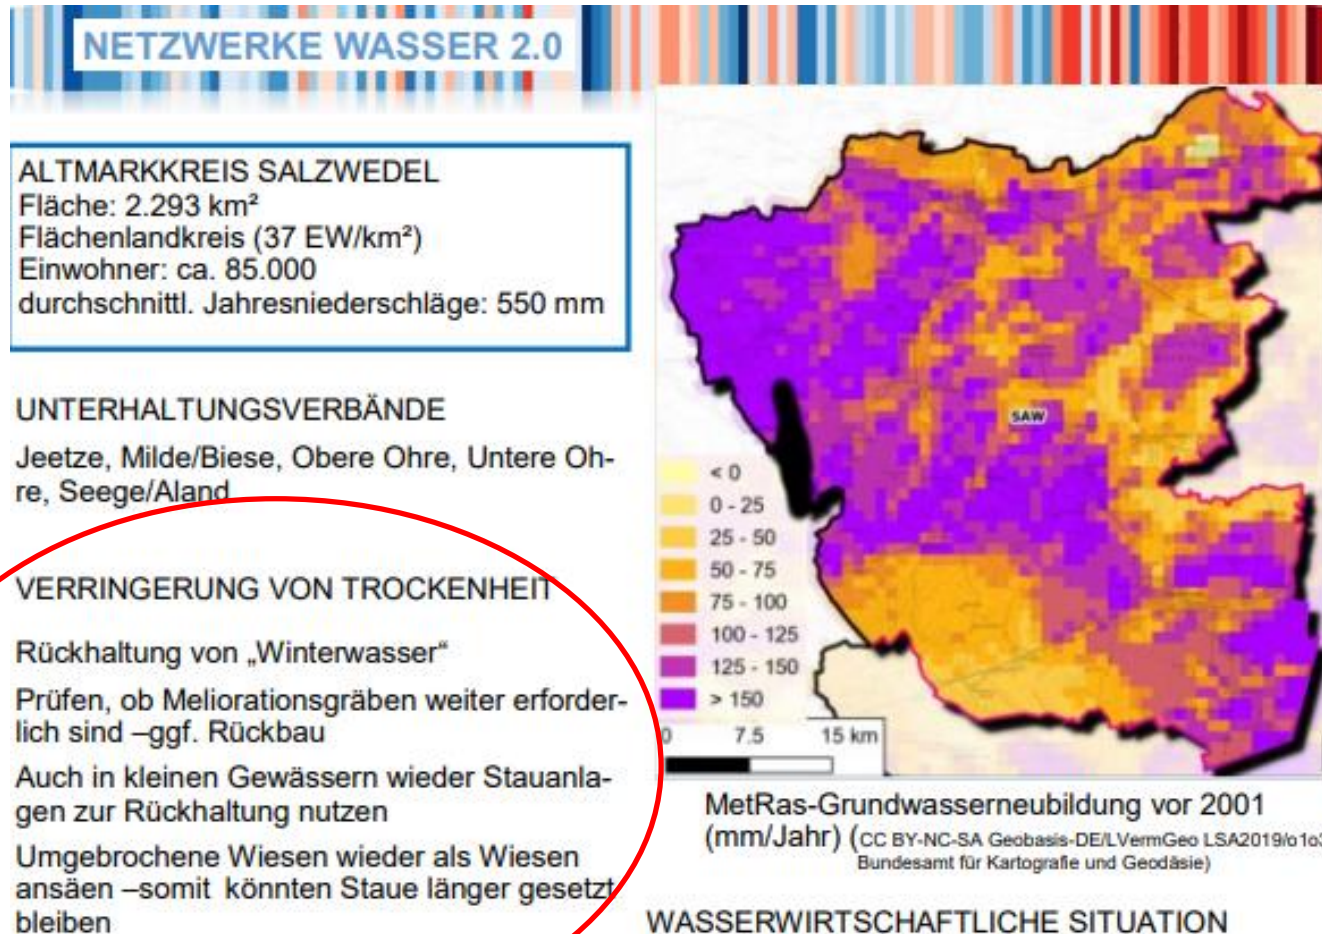 NETZWERKE WASSER 2.0
ALTMARKKREIS SALZWEDEL
Fläche: 2.293 km²
Flächenlandkreis (37 EW/km²)
Einwohner: ca. 85.000
durchschnittl. Jahresniederschläge: 550 mm
UNTERHALTUNGSVERBÄNDE
Jeetze, Milde/Biese, Obere Ohre, Untere Oh-
re, Seege/Aland
VERRINGERUNG VON TROCKENHEIT
Rückhaltung von „Winterwasser“
Prüfen, ob Meliorationsgräben weiter erforder-
lich sind –ggf. Rückbau
Auch in kleinen Gewässern wieder Stauanla-
gen zur Rückhaltung nutzen
Umgebrochene Wiesen wieder als Wiesen
ansäen –somit könnten Staue länger gesetzt
bleiben
SAW
< 0
0 - 25
25 - 50
50 - 75
75 - 100
100 - 125
125 - 150
> 150
0 7.5 15 km
MetRas-Grundwasserneubildung vor 2001
(mm/Jahr) (CC BY-NC-SA Geobasis-DE/LVermGeo LSA2019/o1o3
Bundesamt für Kartografie und Geodäsie)
WASSERWIRTSCHAFTLICHE SITUATION